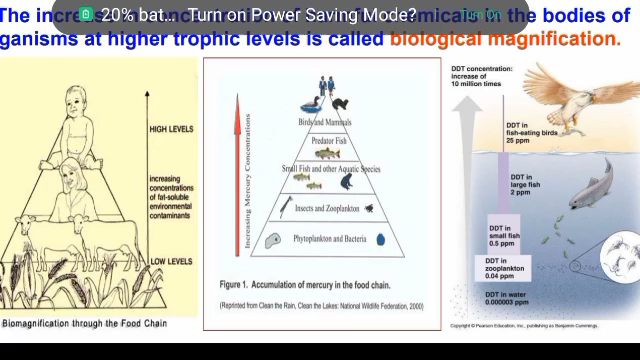 The incre
in the bodies of
20% bat... Turn on Power Saving Mode? Turn On
ganisms at higher trophic levels is called biological magnification.
HIGH LEVELS
increasing
concentrations
of fat-soluble
environmental
contaminants
LOW LEVELS
Biomagnification through the Food Chain
Increasing Mercury Concentrations
Birds and Mammals
Predator Fish
Small Fish and other Aquatic Species
Insects and Zooplankton
Phytoplankton and Bacteria
Figure 1. Accumulation of mercury in the food chain.
(Reprinted from Clean the Rain, Clean the Lakes: National Wildlife Federation, 2000)
DDT concentration:
increase of
10 million times
DDT in
fish-eating birds
25 ppm
DDT in
large fish
2 ppm
DDT in
small fish
0.5 ppm
DDT in
zooplankton
0.04 ppm
DDT in water
0.000003 ppm
Copyright © Pearson Education, Inc., publishing as Benjamin Cummings.